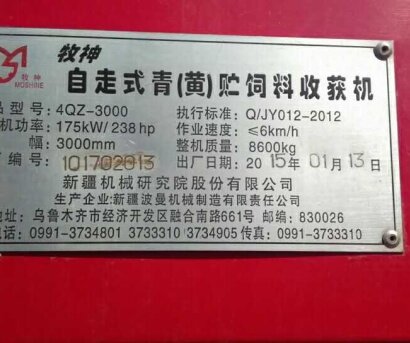 牧神
MOSHINE
牧神
自走式青(黄)贮饲料收获机
品型号: 4QZ-3000 执行标准: Q/JY012-2012
机功率: 175kW/238hp 作业速度: ≤6km/h
幅: 3000mm 整机质量: 8600kg
编号: 101702013 出厂日期: 2015年01月13日
新疆机械研究院股份有限公司
生产企业:新疆波曼机械制造有限责任公司
地址: 乌鲁木齐市经济开发区融合南路661号 邮编: 830026
电话: 0991-3734801 3733310 3734905 传真: 0991-3733310